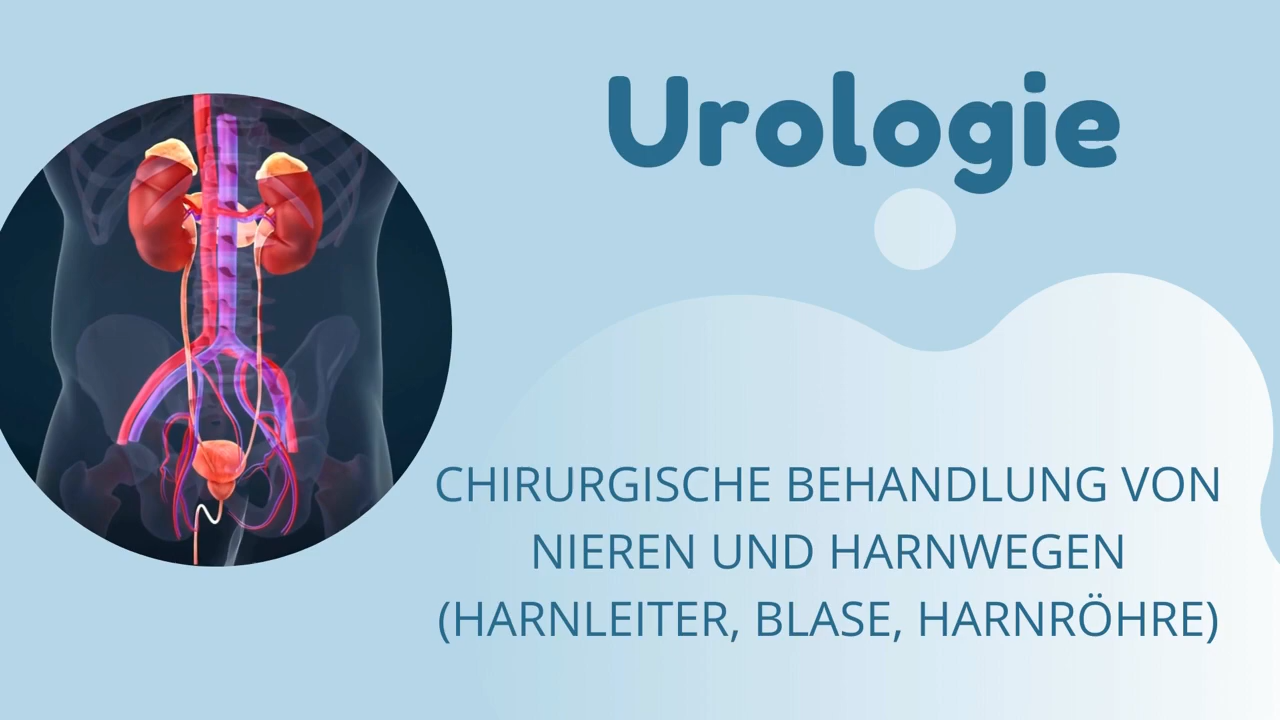 Urologie
CHIRURGISCHE BEHANDLUNG VON
NIEREN UND HARNWEGEN
(HARNLEITER, BLASE, HARNRÖHRE)